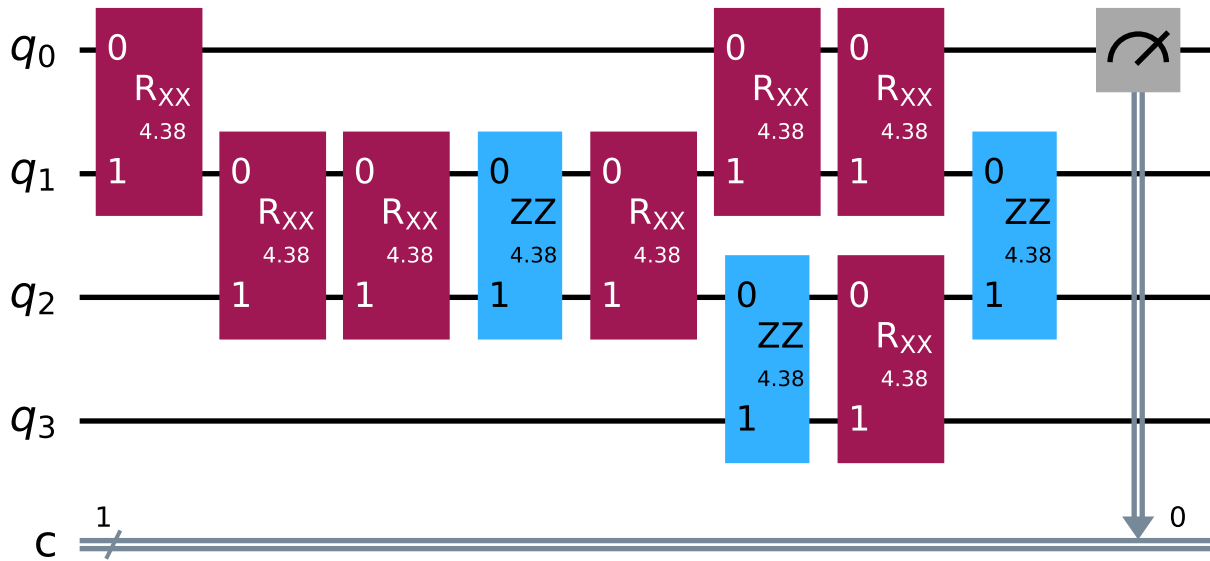 q0 0 RXX 4.38 1 0 RXX 4.38 0 RXX 4.38
q1 1 0 RXX 4.38 0 RXX 4.38 0 ZZ 4.38 0 RXX 4.38 1 1 0 ZZ 4.38
q2 1 1 1 1 0 ZZ 4.38 0 RXX 4.38 1
q3 1 1
c 1 0